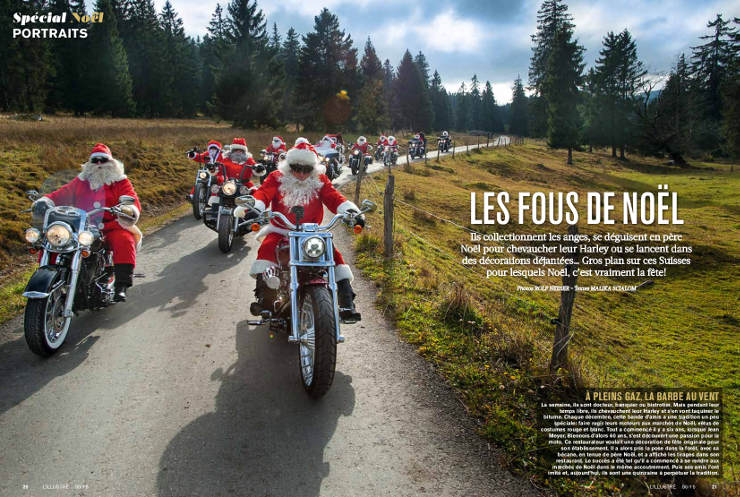 Spécial Noël
PORTRAITS
LES FOUS DE NOËL
Ils collectionnent les anges, se déguisent en père
Noël pour chevaucher leur Harley ou se lancent dans
des décorations déjantées... Gros plan sur ces Suisses
pour lesquels Noël, c'est vraiment la fête!
Photos ROLF NEESER – Textes MALIKA SCIALOM
À PLEINS GAZ, LA BARBE AU VENT
La semaine, ils sont docteur, banquier ou bistrotier. Mais pendant leur
temps libre, ils chevauchent leur Harley et s'en vont taquiner le
bitume. Chaque décembre, cette bande d'amis a une tradition un peu
spéciale: faire rugir leurs moteurs aux marchés de Noël, vêtus de
costumes rouge et blanc. Tout a commencé il y a six ans, lorsque Jean
Meyer, Biennois d'alors 40 ans, s'est découvert une passion pour la
moto. Ce restaurateur voulait une décoration de fête originale pour
son établissement. Il a alors pris la pose dans la forêt, avec sa
bécane, en tenue de père Noël, et a affiché les tirages dans son
restaurant. Le succès a été tel qu'il a commencé à se rendre aux
marchés de Noël dans le même accoutrement. Puis ses amis l'ont
imité et, aujourd'hui, ils sont une quinzaine à perpétuer la tradition.
20 L'ILLUSTRÉ
L'ILLUSTRÉ 21